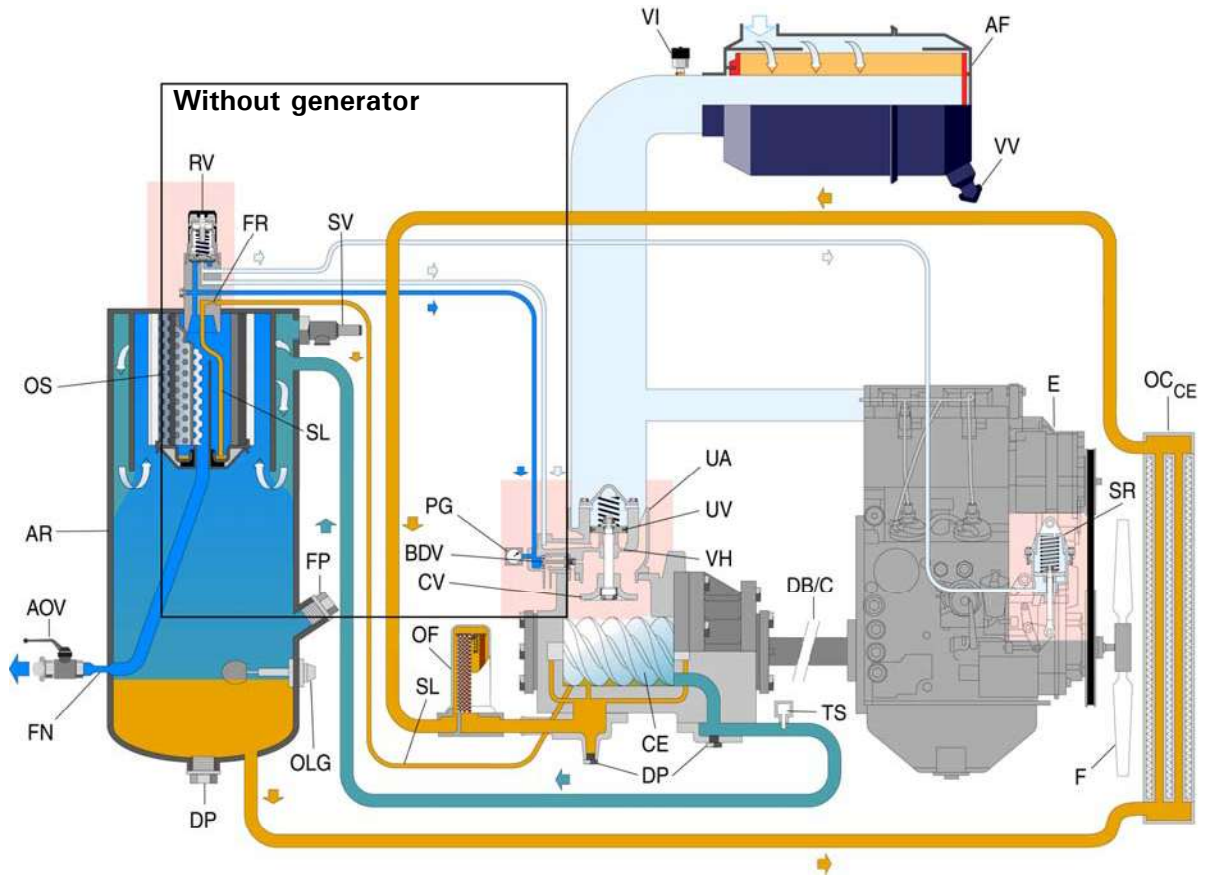 VI
AF
Without generator
VV
RV
FR
SV
OS
SL
E
OC CE
UA
SR
PG
UV
BDV
VH
AR
FP
CV
DB/C
AOV
OF
SL
TS
FN
OLG
CE
DP
F
DP